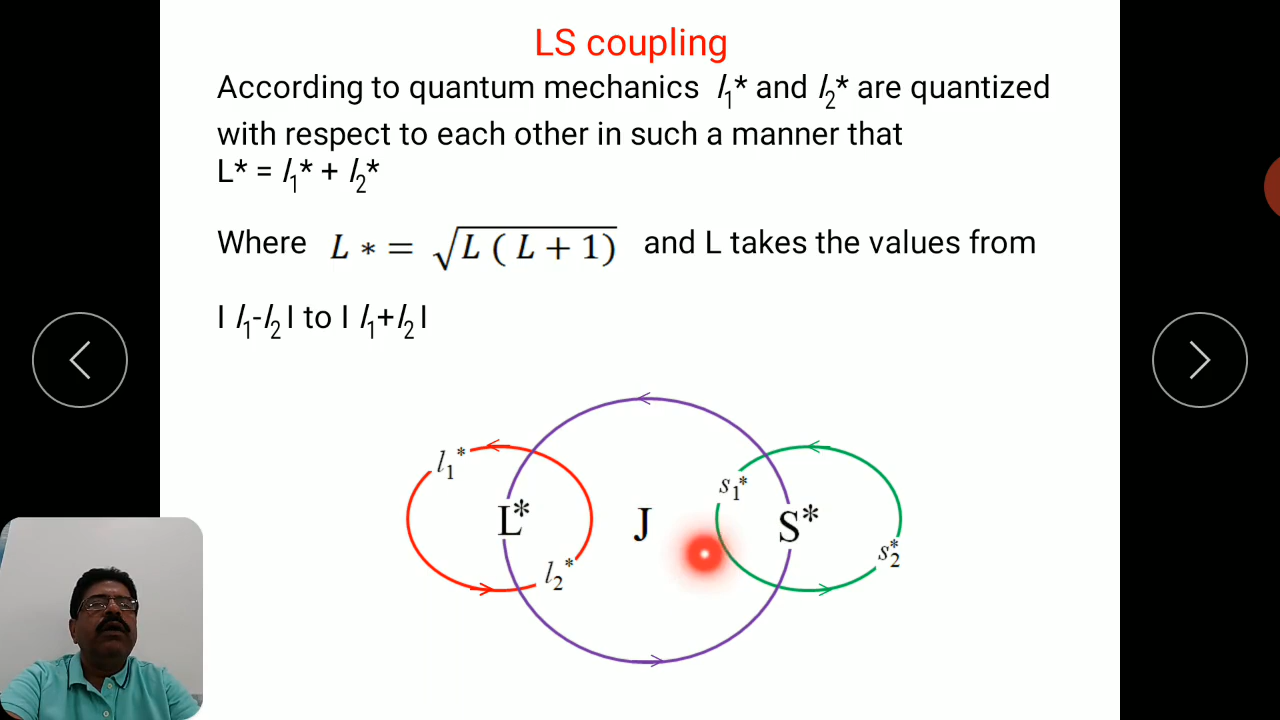 LS coupling
According to quantum mechanics l₁* and l₂* are quantized
with respect to each other in such a manner that
L* = l₁* + l₂*
Where L * = √L ( L + 1) and L takes the values from
I l₁-l₂ I to I l₁+l₂ I
l₁*
s₁*
L*
J
S*
s₂*
l₂*